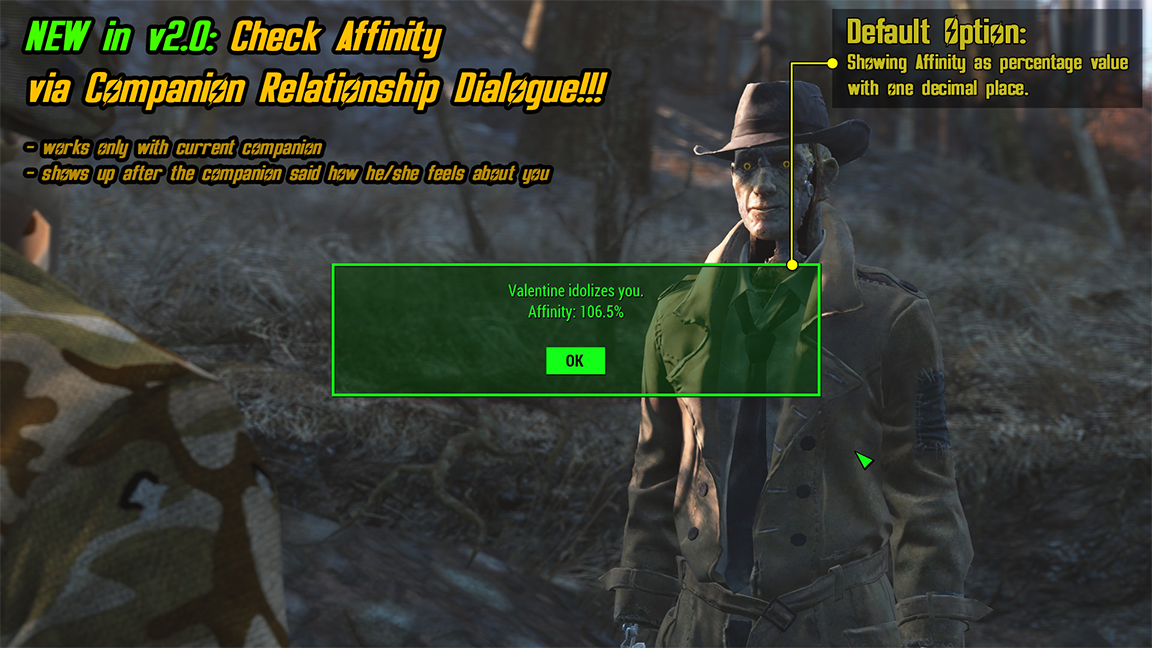 NEW in v2.0: Check Affinity
via Companion Relationship Dialogue!!!
- works only with current companion
- shows up after the companion said how he/she feels about you
Default Option:
Showing Affinity as percentage value
with one decimal place.
Valentine idolizes you.
Affinity: 106.5%
OK